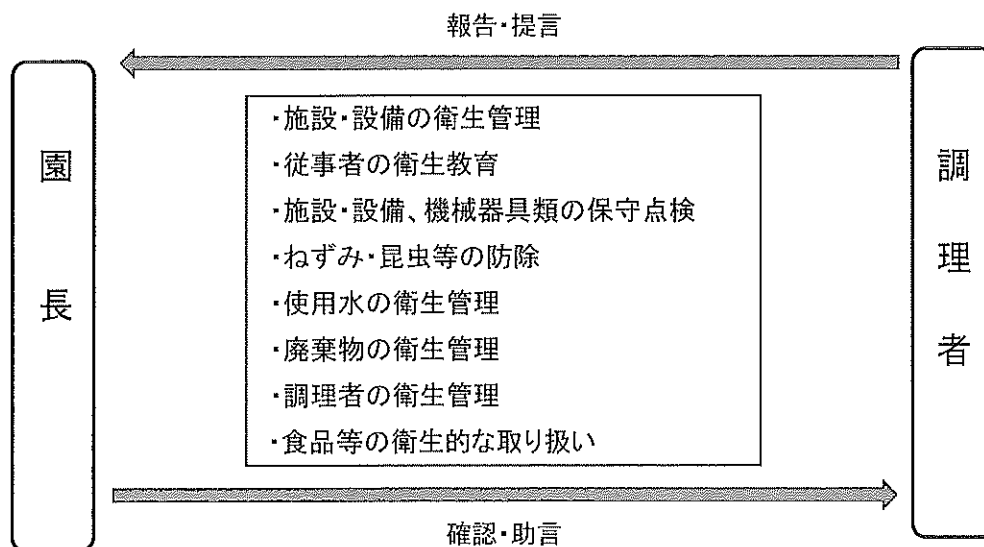 報告・提言
園長
・施設・設備の衛生管理
・従事者の衛生教育
・施設・設備、機械器具類の保守点検
・ねずみ・昆虫等の防除
・使用水の衛生管理
・廃棄物の衛生管理
・調理者の衛生管理
・食品等の衛生的な取り扱い
調理者
確認・助言